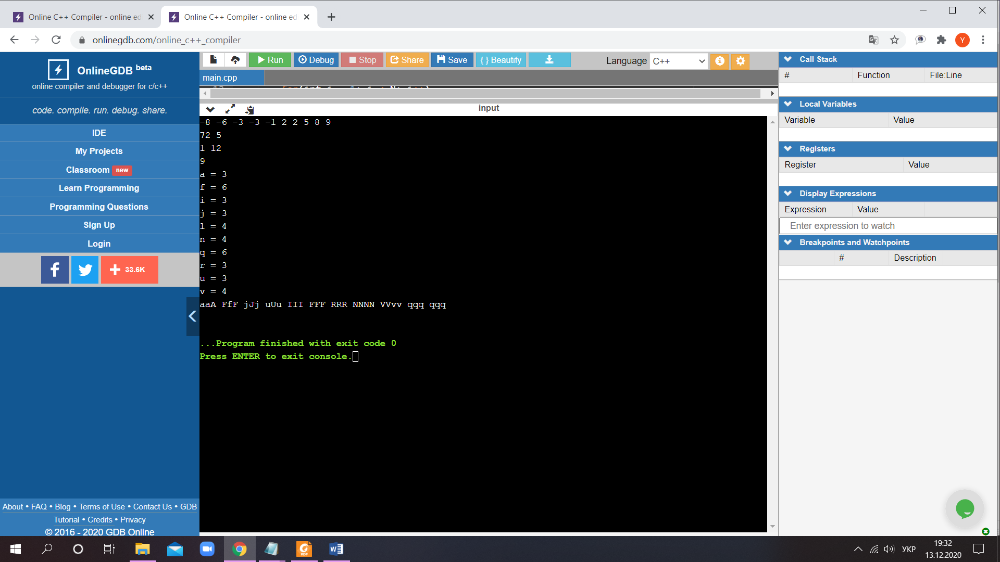 Online C++ Compiler - online ed
Online C++ Compiler - online ed
onlinegdb.com/online_c++_compiler
Y
OnlineGDB beta
online compiler and debugger for c/c++
code. compile. run. debug. share.
IDE
My Projects
Classroom new
Learn Programming
Programming Questions
Sign Up
Login
33.6K
About • FAQ • Blog • Terms of Use • Contact Us • GDB
Tutorial • Credits • Privacy
© 2016 - 2020 GDB Online
Run Debug Stop Share Save { } Beautify
Language C++
main.cpp
input
-8 -6 -3 -3 -1 2 2 5 8 9
72 5
1 12
9
a = 3
f = 6
i = 3
j = 3
l = 4
n = 4
q = 6
r = 3
u = 3
v = 4
aaA FfF jJj uUu III FFF RRR NNNN VVvv qqq qqq
...Program finished with exit code 0
Press ENTER to exit console.
Call Stack
# Function File:Line
Local Variables
Variable Value
Registers
Register Value
Display Expressions
Expression Value
Enter expression to watch
Breakpoints and Watchpoints
# Description
УКР
19:32
13.12.2020